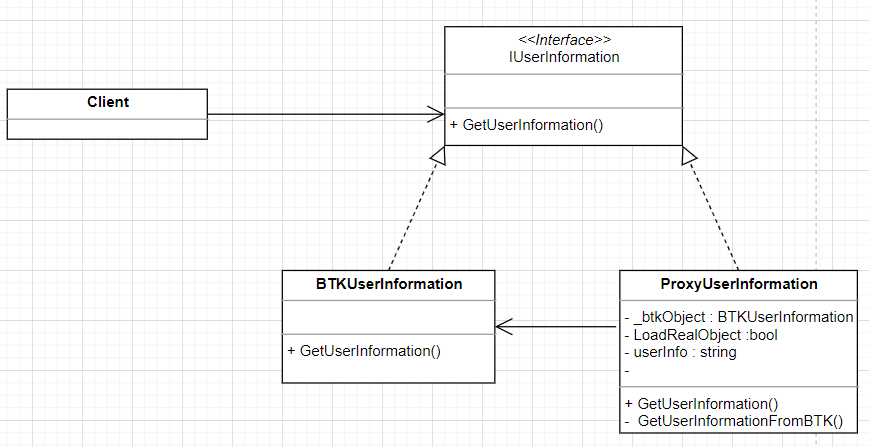 <<Interface>>
IUserInformation
Client
+ GetUserInformation()
BTKUserInformation
+ GetUserInformation()
ProxyUserInformation
- _btkObject : BTKUserInformation
- LoadRealObject :bool
- userInfo : string
-
+ GetUserInformation()
- GetUserInformationFromBTK()